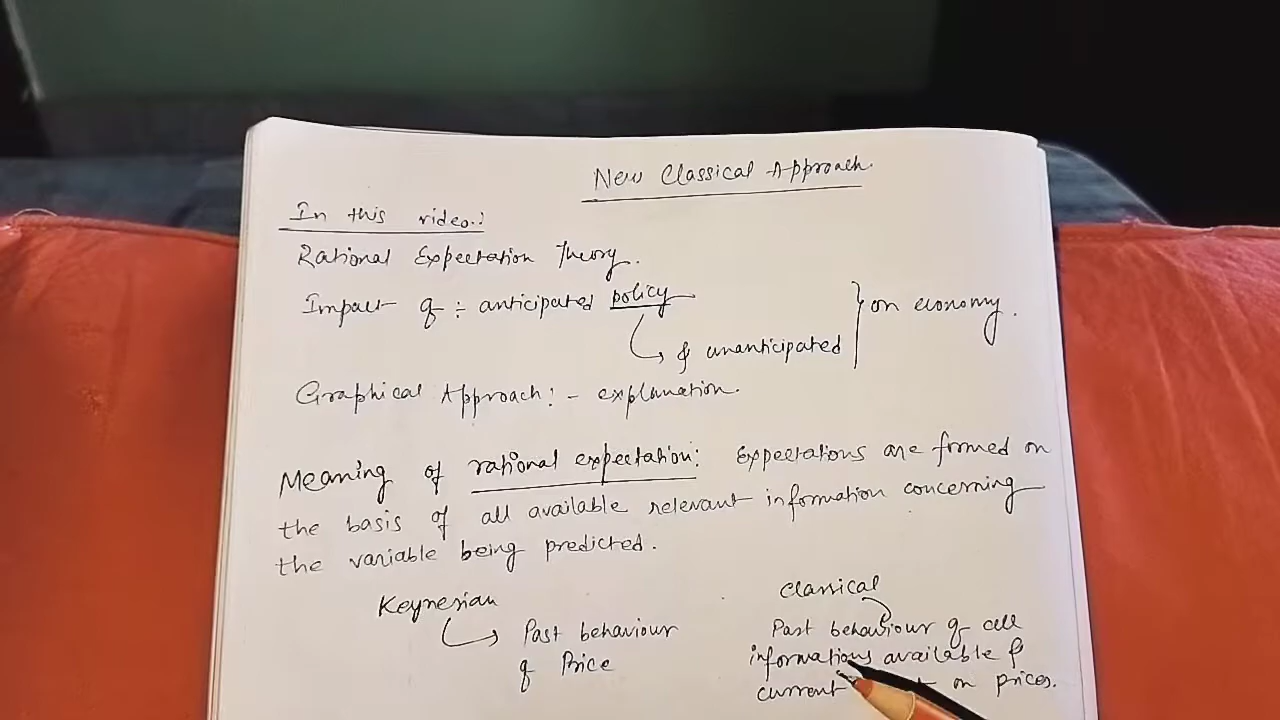 New Classical Approach
In this video:
Rational Expectation Theory.
Impact of : anticipated policy
& unanticipated } on economy.
Graphical Approach:- explanation.
Meaning of rational expectation: Expectations are formed on
the basis of all available relevant information concerning
the variable being predicted.
Keynesian
Past behaviour
of Price
Classical
Past behaviour of all
informations available &
current on prices.